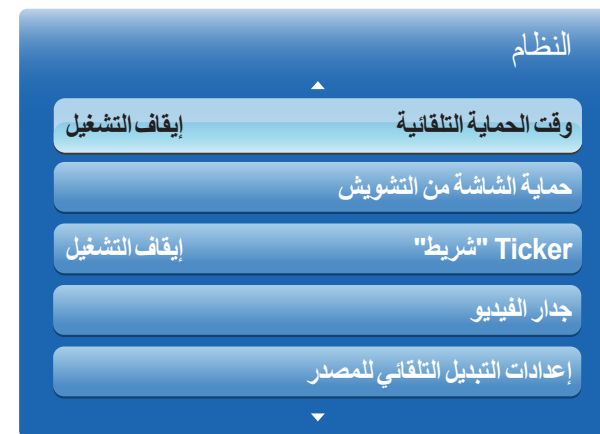 النظام
وقت الحماية التلقائية إيقاف التشغيل
حماية الشاشة من التشويش
Ticker "شريط" إيقاف التشغيل
جدار الفيديو
إعدادات التبديل التلقائي للمصدر